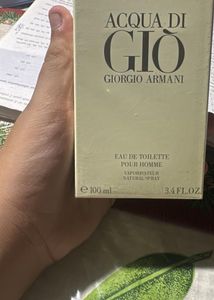 ACQUA DI
GIÒ
GIORGIO ARMANI
EAU DE TOILETTE
POUR HOMME
VAPORISATEUR
NATURAL SPRAY
℮ 100 ml 3.4 FL.OZ.